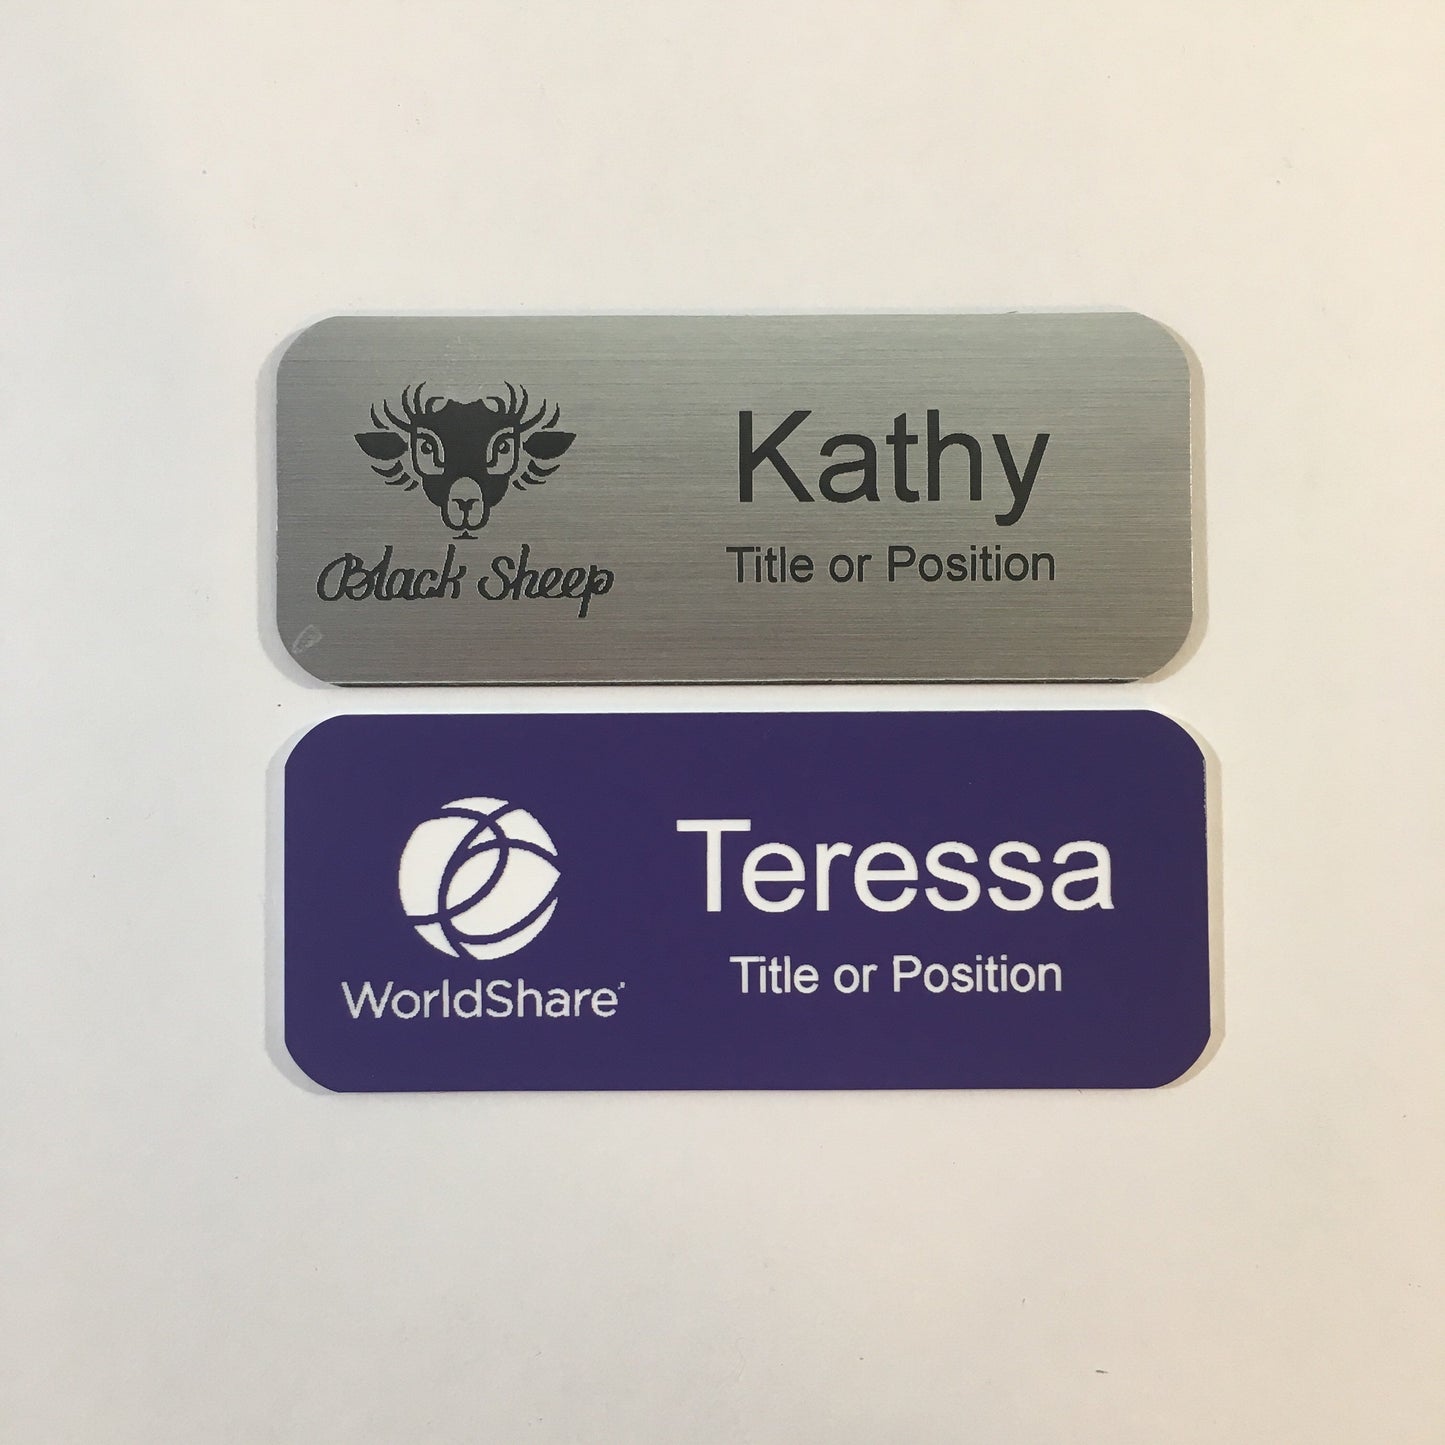 Kathy
Title or Position
Black Sheep
Teressa
Title or Position
WorldShare